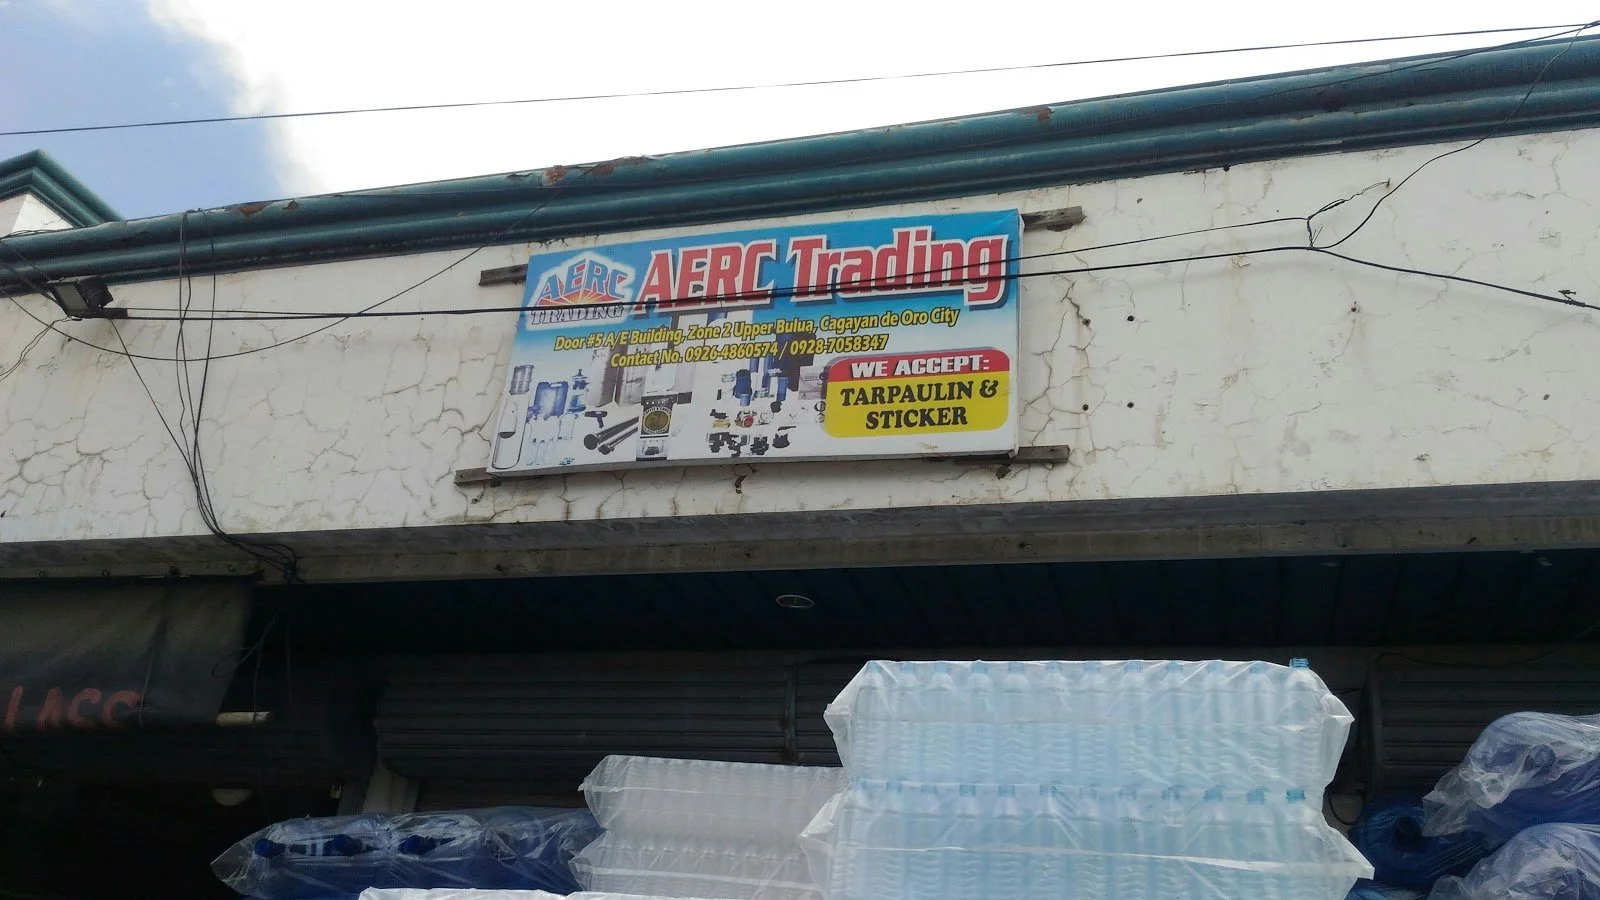 AERC
TRADING
AERC Trading
Door #5 A/E Building, Zone 2 Upper Bulua, Cagayan de Oro City
Contact No. 0926-4860574 / 0928-7058347
WE ACCEPT:
TARPAULIN &
STICKER